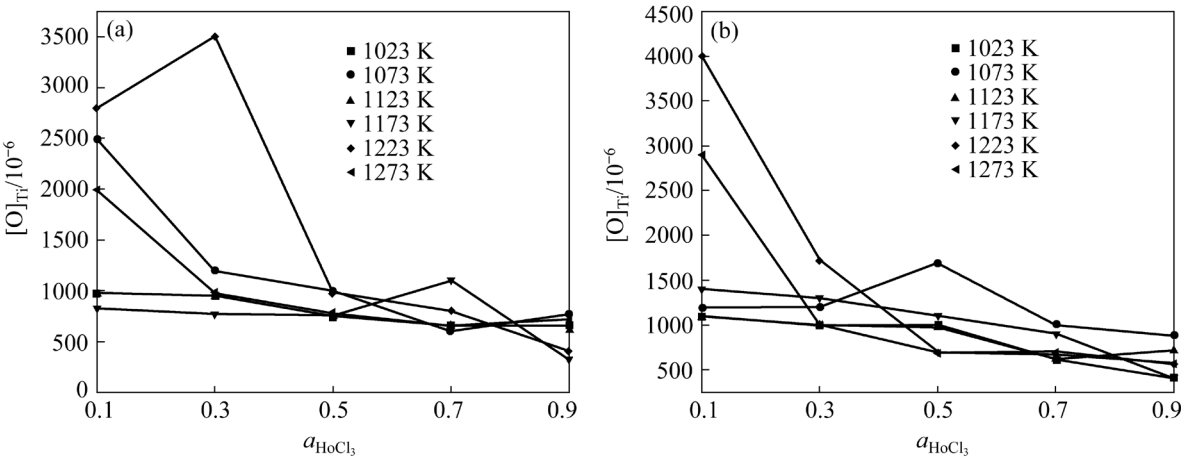 (a)
[O]Ti/10⁻⁶
3500
3000
2500
2000
1500
1000
500
0
1023 K
1073 K
1123 K
1173 K
1223 K
1273 K
0.1 0.3 0.5 0.7 0.9
aHoCl₃
(b)
[O]Ti/10⁻⁶
4500
4000
3500
3000
2500
2000
1500
1000
500
1023 K
1073 K
1123 K
1173 K
1223 K
1273 K
0.1 0.3 0.5 0.7 0.9
aHoCl₃